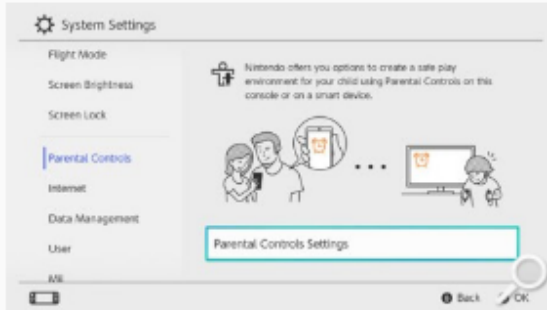 System Settings
Flight Mode
Screen Brightness
Screen Lock
Parental Controls
Internet
Data Management
User
Mii
Nintendo offers you options to create a safe play
environment for your child using Parental Controls on this
console or on a smart device.
Parental Controls Settings
B Back
OK